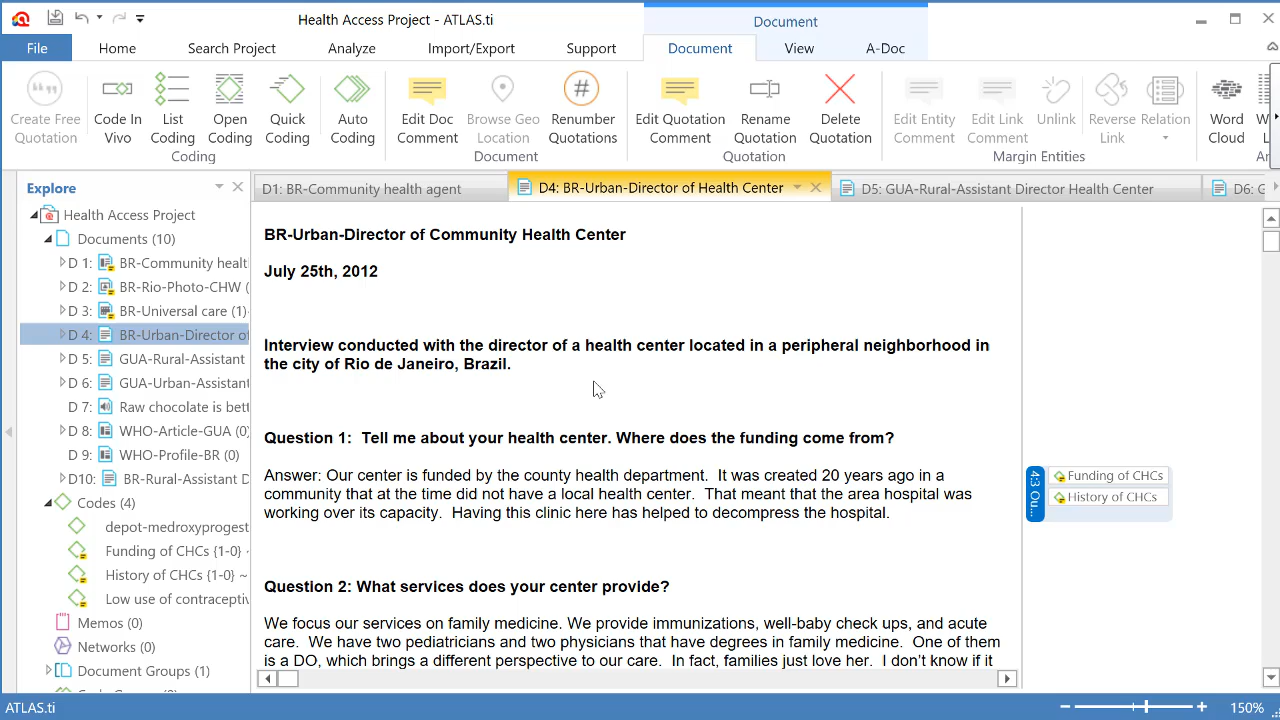 Health Access Project - ATLAS.ti
Document
File
Home
Search Project
Analyze
Import/Export
Support
Document
View
A-Doc
Create Free
Quotation
Code In
Vivo
List
Coding
Open
Coding
Quick
Coding
Auto
Coding
Edit Doc
Comment
Browse Geo
Location
#
Renumber
Quotations
Edit Quotation
Comment
Rename
Quotation
Delete
Quotation
Edit Entity
Comment
Edit Link
Comment
Unlink
Reverse
Link
Relation
Word
Cloud
Coding
Document
Quotation
Margin Entities
Explore
Health Access Project
Documents (10)
D 1: BR-Community healt
D 2: BR-Rio-Photo-CHW (
D 3: BR-Universal care (1)
D 4: BR-Urban-Director of
D 5: GUA-Rural-Assistant
D 6: GUA-Urban-Assistant
D 7: Raw chocolate is bett
D 8: WHO-Article-GUA (0)
D 9: WHO-Profile-BR (0)
D10: BR-Rural-Assistant D
Codes (4)
depot-medroxyprogest
Funding of CHCs {1-0} ~
History of CHCs {1-0} ~
Low use of contraceptiv
Memos (0)
Networks (0)
Document Groups (1)
D1: BR-Community health agent
D4: BR-Urban-Director of Health Center
D5: GUA-Rural-Assistant Director Health Center
D6: G
BR-Urban-Director of Community Health Center
July 25th, 2012
Interview conducted with the director of a health center located in a peripheral neighborhood in
the city of Rio de Janeiro, Brazil.
Question 1:  Tell me about your health center. Where does the funding come from?
Answer: Our center is funded by the county health department.  It was created 20 years ago in a
community that at the time did not have a local health center.  That meant that the area hospital was
working over its capacity.  Having this clinic here has helped to decompress the hospital.
Question 2: What services does your center provide?
We focus our services on family medicine. We provide immunizations, well-baby check ups, and acute
care.  We have two pediatricians and two physicians that have degrees in family medicine.  One of them
is a DO, which brings a different perspective to our care.  In fact, families just love her.  I don't know if it
4:3 Ou...
Funding of CHCs
History of CHCs
ATLAS.ti
150%